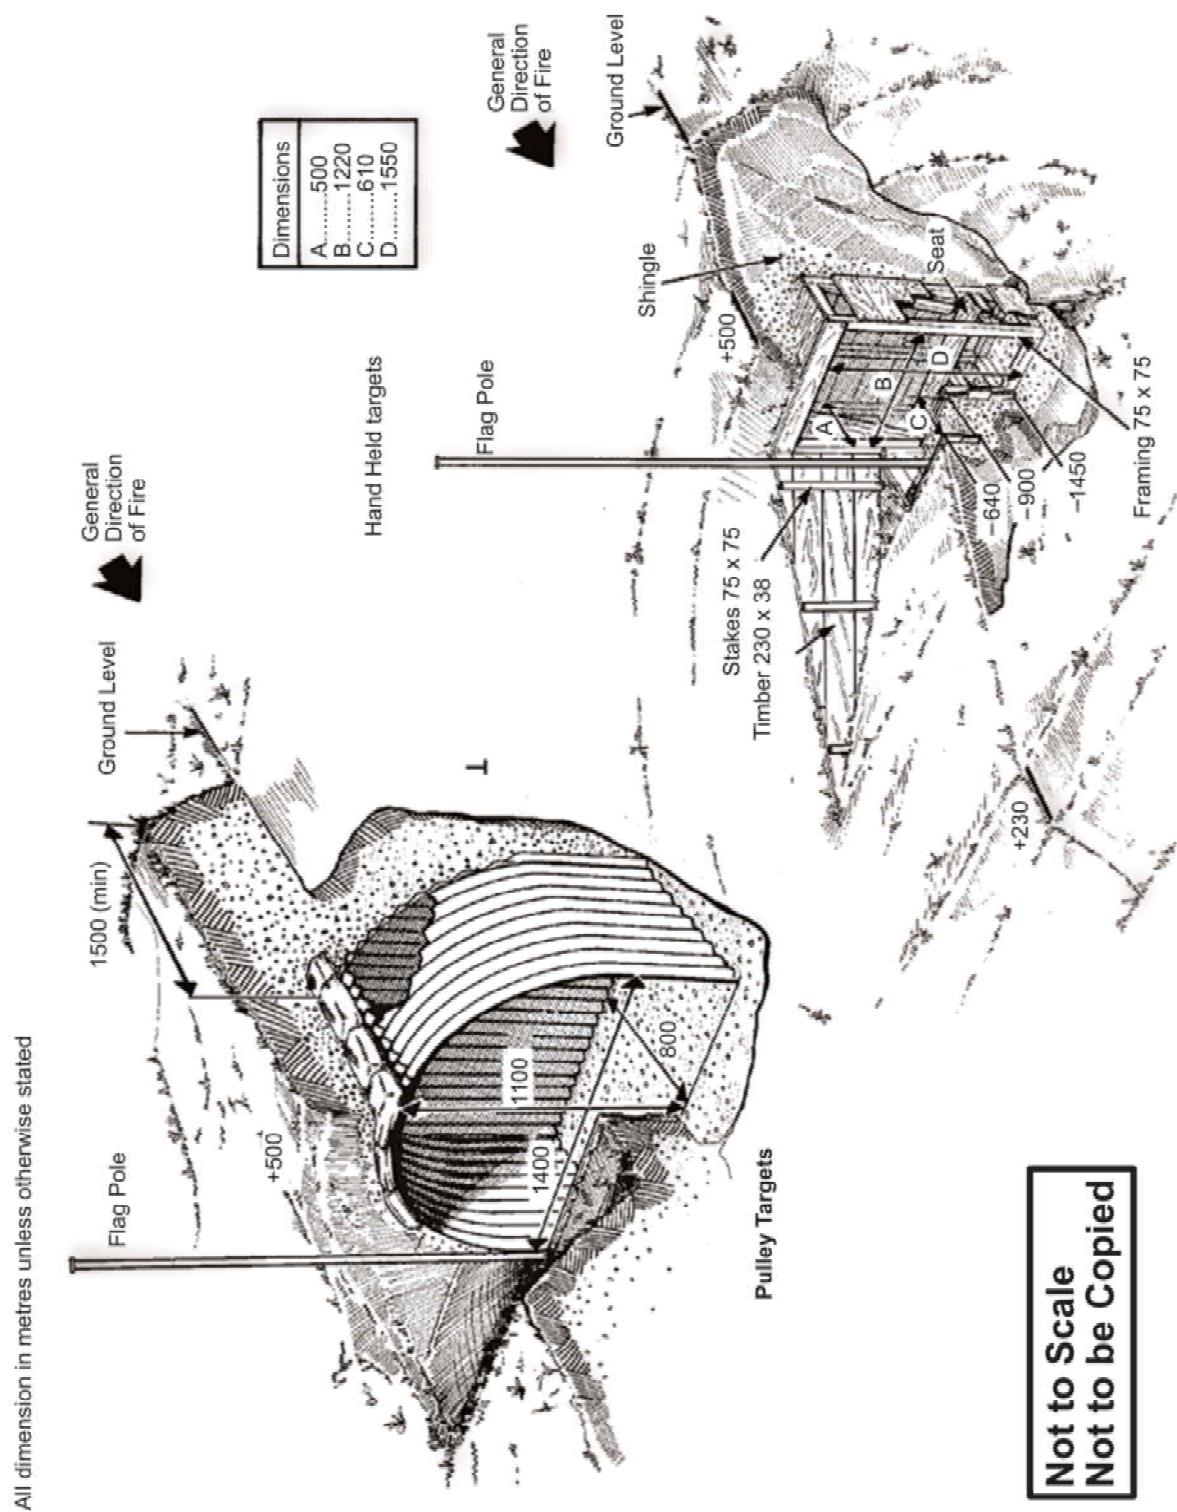 All dimension in metres unless otherwise stated
Flag Pole
+500
1500 (min)
Ground Level
General
Direction
of Fire
1100
1400
800
Pulley Targets
Hand Held targets
Dimensions
A..........500
B..........1220
C..........610
D..........1550
General
Direction
of Fire
Ground Level
Flag Pole
+500
Shingle
Seat
A
B
C
D
Stakes 75 x 75
Timber 230 x 38
–640
–900
–1450
Framing 75 x 75
+230
Not to Scale
Not to be Copied